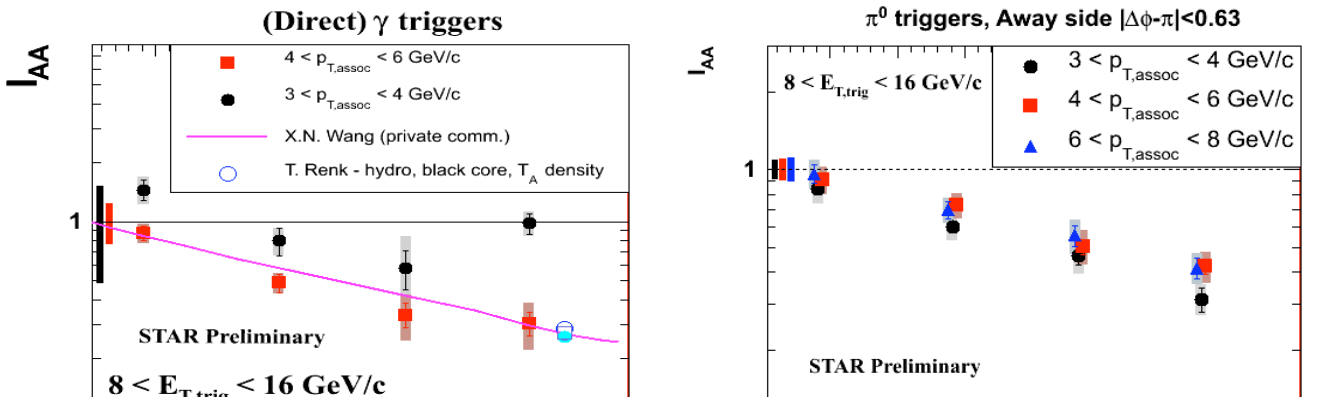 (Direct) γ triggers
I_AA
4 < p_T,assoc < 6 GeV/c
3 < p_T,assoc < 4 GeV/c
X.N. Wang (private comm.)
T. Renk - hydro, black core, T_A density
1
STAR Preliminary
8 < E_T,trig < 16 GeV/c
π⁰ triggers, Away side |Δϕ-π|<0.63
I_AA
8 < E_T,trig < 16 GeV/c
3 < p_T,assoc < 4 GeV/c
4 < p_T,assoc < 6 GeV/c
6 < p_T,assoc < 8 GeV/c
1
STAR Preliminary